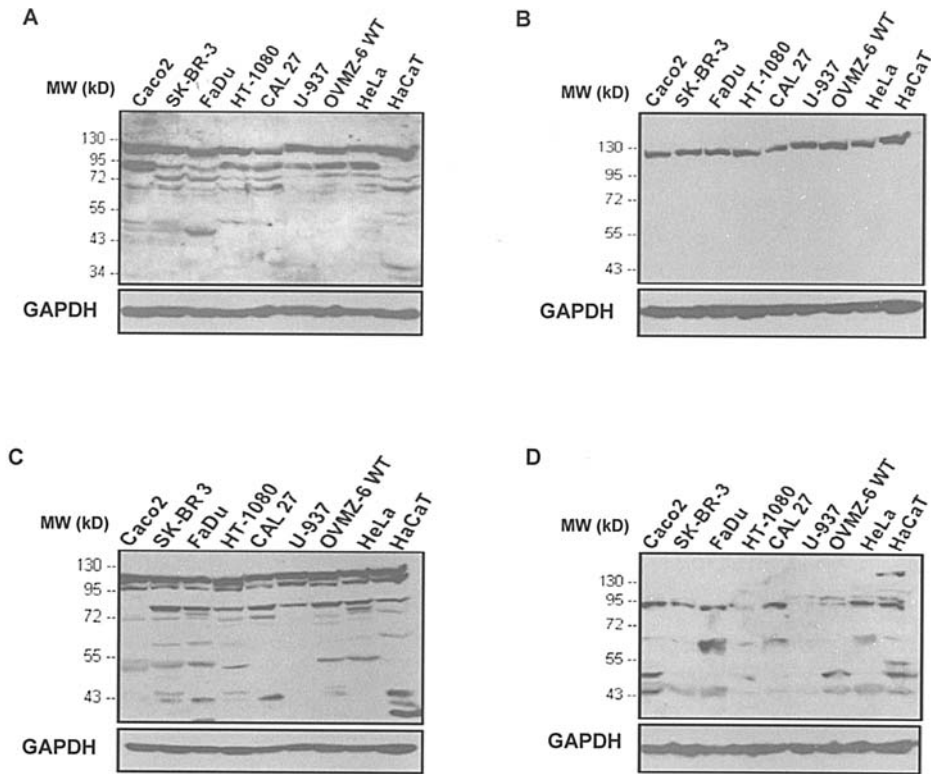 A
MW (kD)
Caco2
SK-BR-3
FaDu
HT-1080
CAL 27
U-937
OVMZ-6 WT
HeLa
HaCaT
130
95
72
55
43
34
GAPDH
B
MW (kD)
Caco2
SK-BR-3
FaDu
HT-1080
CAL 27
U-937
OVMZ-6 WT
HeLa
HaCaT
130
95
72
55
43
GAPDH
C
MW (kD)
Caco2
SK-BR 3
FaDu
HT-1080
CAL 27
U-937
OVMZ-6 WT
HeLa
HaCaT
130
95
72
55
43
GAPDH
D
MW (kD)
Caco2
SK-BR-3
FaDu
HT-1080
CAL 27
U-937
OVMZ-6 WT
HeLa
HaCaT
130
95
72
55
43
GAPDH